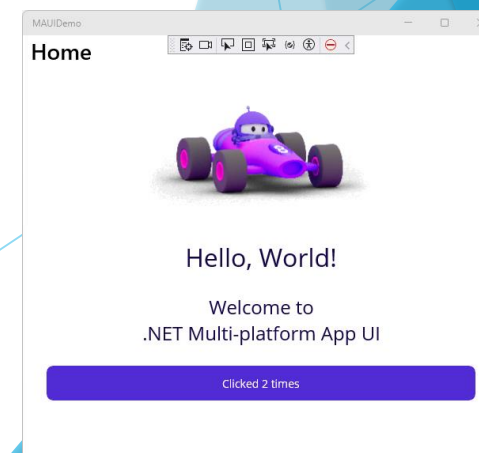 MAUIDemo
Home
Hello, World!
Welcome to
.NET Multi-platform App UI
Clicked 2 times